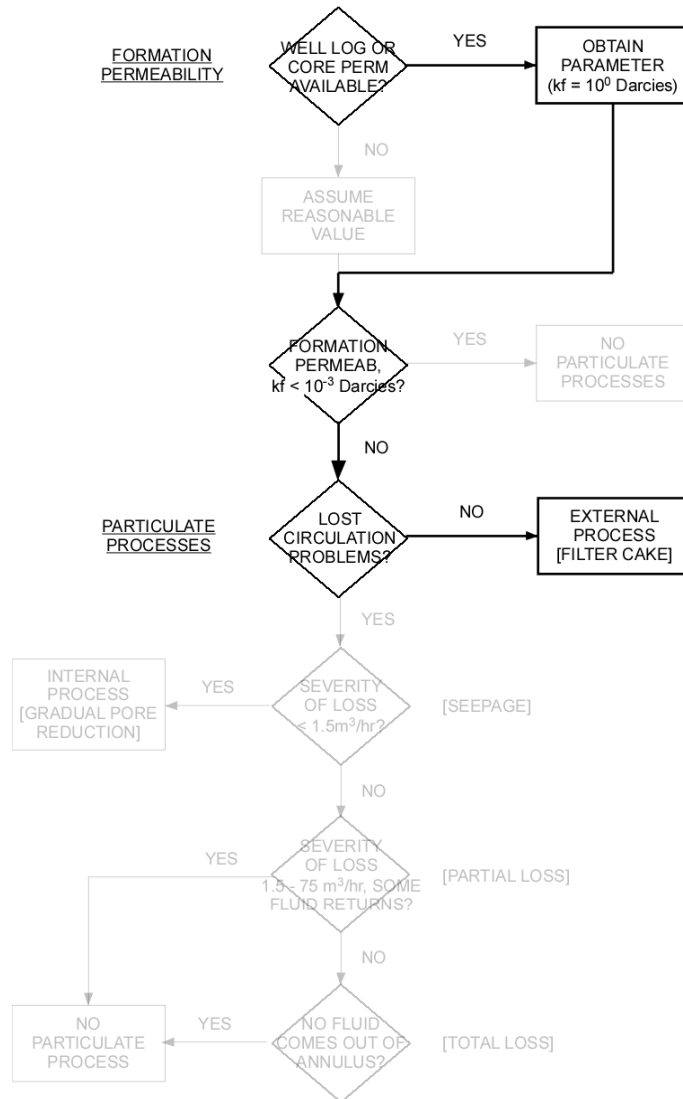 FORMATION
PERMEABILITY
WELL LOG OR
CORE PERM
AVAILABLE?
YES
OBTAIN
PARAMETER
(kf = 10⁰ Darcies)
NO
ASSUME
REASONABLE
VALUE
FORMATION
PERMEAB,
kf < 10⁻³ Darcies?
YES
NO
PARTICULATE
PROCESSES
NO
PARTICULATE
PROCESSES
LOST
CIRCULATION
PROBLEMS?
NO
EXTERNAL
PROCESS
[FILTER CAKE]
YES
INTERNAL
PROCESS
[GRADUAL PORE
REDUCTION]
YES
SEVERITY
OF LOSS
< 1.5m³/hr?
[SEEPAGE]
NO
YES
SEVERITY
OF LOSS
1.5 - 75 m³/hr, SOME
FLUID RETURNS?
[PARTIAL LOSS]
NO
NO
PARTICULATE
PROCESS
YES
NO FLUID
COMES OUT OF
ANNULUS?
[TOTAL LOSS]